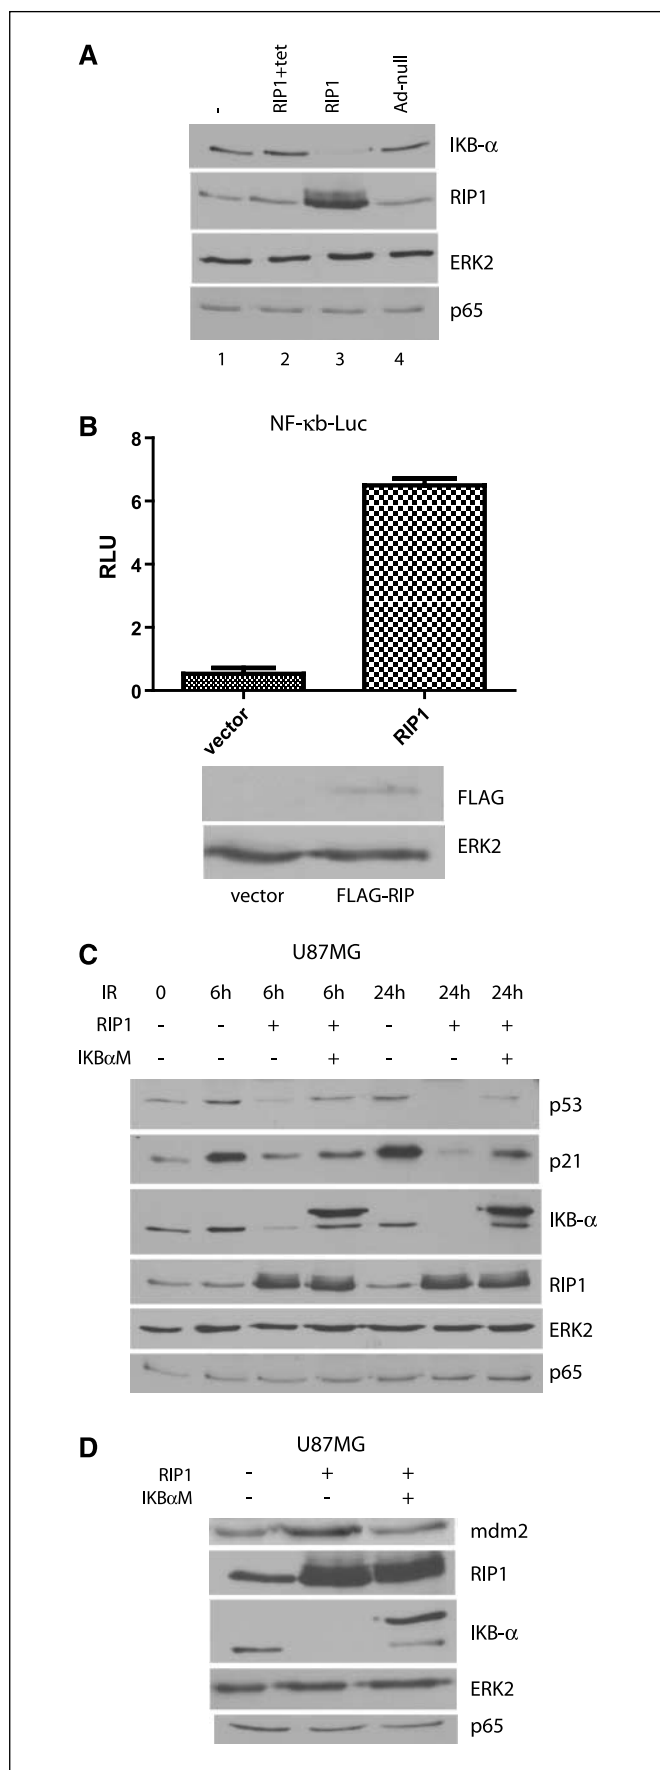 A
-
RIP1+tet
RIP1
Ad-null
IKB-α
RIP1
ERK2
p65
1 2 3 4
B
NF-κb-Luc
8
6
4
2
0
RLU
vector
RIP1
FLAG
ERK2
vector FLAG-RIP
C
U87MG
IR 0 6h 6h 6h 24h 24h 24h
RIP1 - - + + - + +
IKBαM - - - + - - +
p53
p21
IKB-α
RIP1
ERK2
p65
D
U87MG
RIP1 - + +
IKBαM - - +
mdm2
RIP1
IKB-α
ERK2
p65